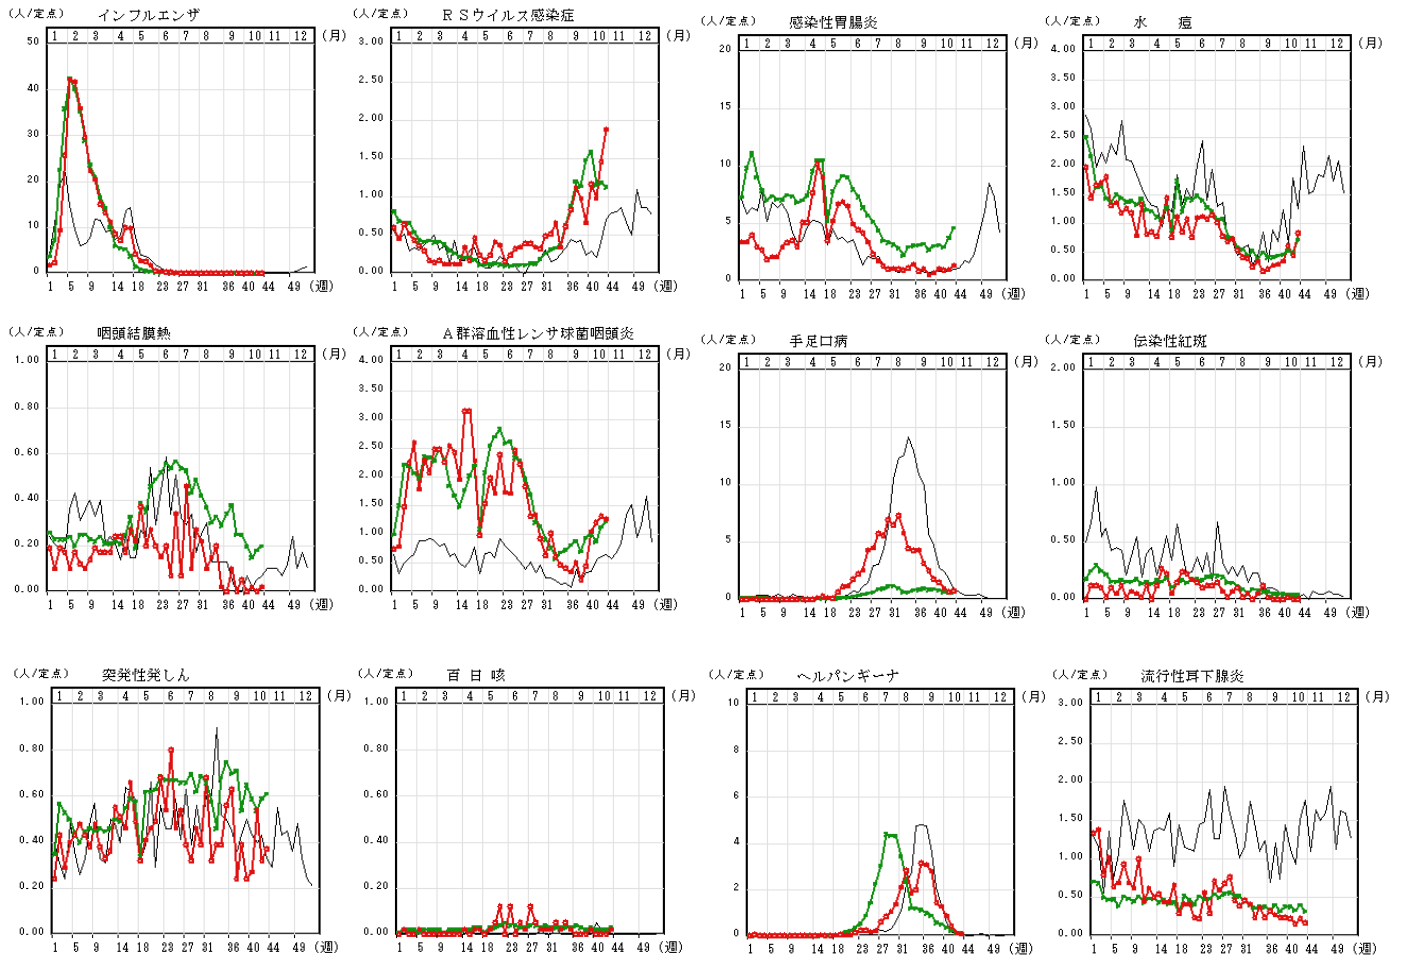 (人/定点) インフルエンザ
1 2 3 4 5 6 7 8 9 10 11 12 (月)
50
40
30
20
10
0
1 5 9 14 18 23 27 31 36 40 44 49 (週)
(人/定点) ＲＳウイルス感染症
1 2 3 4 5 6 7 8 9 10 11 12 (月)
3.00
2.50
2.00
1.50
1.00
0.50
0.00
1 5 9 14 18 23 27 31 36 40 44 49 (週)
(人/定点) 感染性胃腸炎
1 2 3 4 5 6 7 8 9 10 11 12 (月)
20
15
10
5
0
1 5 9 14 18 23 27 31 36 40 44 49 (週)
(人/定点) 水 痘
1 2 3 4 5 6 7 8 9 10 11 12 (月)
4.00
3.50
3.00
2.50
2.00
1.50
1.00
0.50
0.00
1 5 9 14 18 23 27 31 36 40 44 49 (週)
(人/定点) 咽頭結膜熱
1 2 3 4 5 6 7 8 9 10 11 12 (月)
1.00
0.80
0.60
0.40
0.20
0.00
1 5 9 14 18 23 27 31 36 40 44 49 (週)
(人/定点) Ａ群溶血性レンサ球菌咽頭炎
1 2 3 4 5 6 7 8 9 10 11 12 (月)
4.00
3.50
3.00
2.50
2.00
1.50
1.00
0.50
0.00
1 5 9 14 18 23 27 31 36 40 44 49 (週)
(人/定点) 手足口病
1 2 3 4 5 6 7 8 9 10 11 12 (月)
20
15
10
5
0
1 5 9 14 18 23 27 31 36 40 44 49 (週)
(人/定点) 伝染性紅斑
1 2 3 4 5 6 7 8 9 10 11 12 (月)
2.00
1.50
1.00
0.50
0.00
1 5 9 14 18 23 27 31 36 40 44 49 (週)
(人/定点) 突発性発しん
1 2 3 4 5 6 7 8 9 10 11 12 (月)
1.00
0.80
0.60
0.40
0.20
0.00
1 5 9 14 18 23 27 31 36 40 44 49 (週)
(人/定点) 百 日 咳
1 2 3 4 5 6 7 8 9 10 11 12 (月)
1.00
0.80
0.60
0.40
0.20
0.00
1 5 9 14 18 23 27 31 36 40 44 49 (週)
(人/定点) ヘルパンギーナ
1 2 3 4 5 6 7 8 9 10 11 12 (月)
10
8
6
4
2
0
1 5 9 14 18 23 27 31 36 40 44 49 (週)
(人/定点) 流行性耳下腺炎
1 2 3 4 5 6 7 8 9 10 11 12 (月)
3.00
2.50
2.00
1.50
1.00
0.50
0.00
1 5 9 14 18 23 27 31 36 40 44 49 (週)